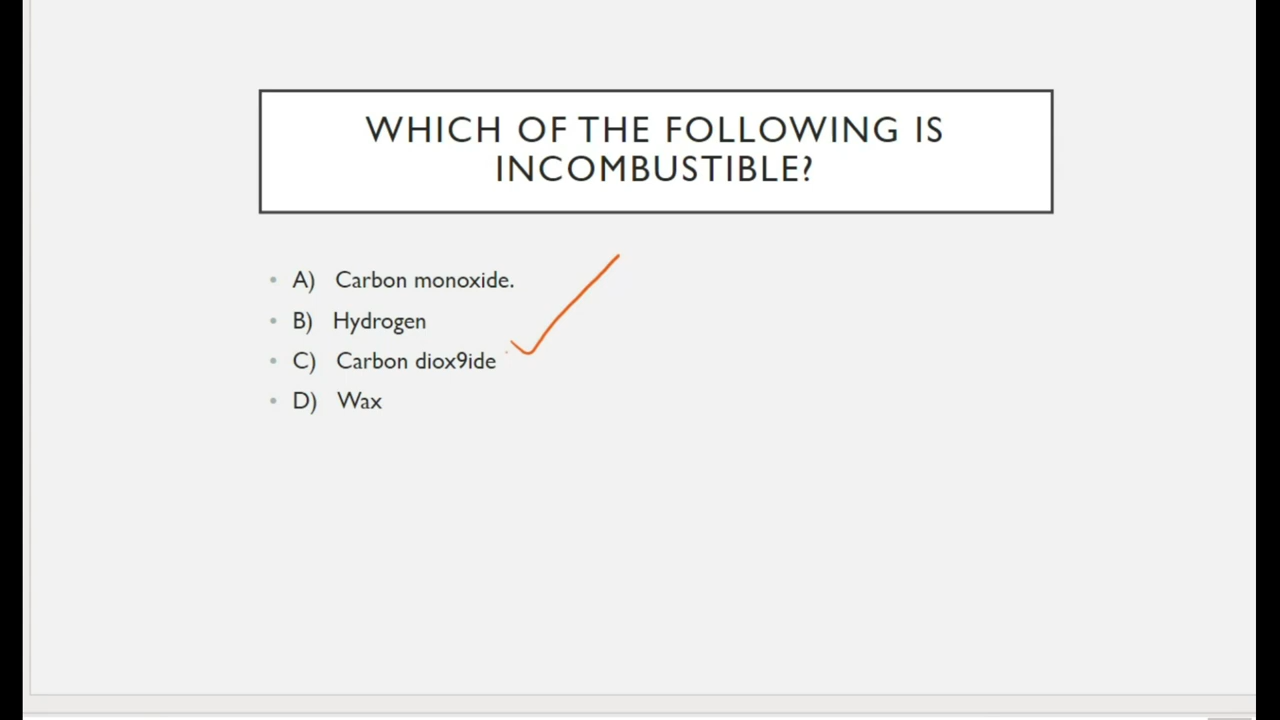 WHICH OF THE FOLLOWING IS
INCOMBUSTIBLE?
• A) Carbon monoxide.
• B) Hydrogen
• C) Carbon diox9ide
• D) Wax